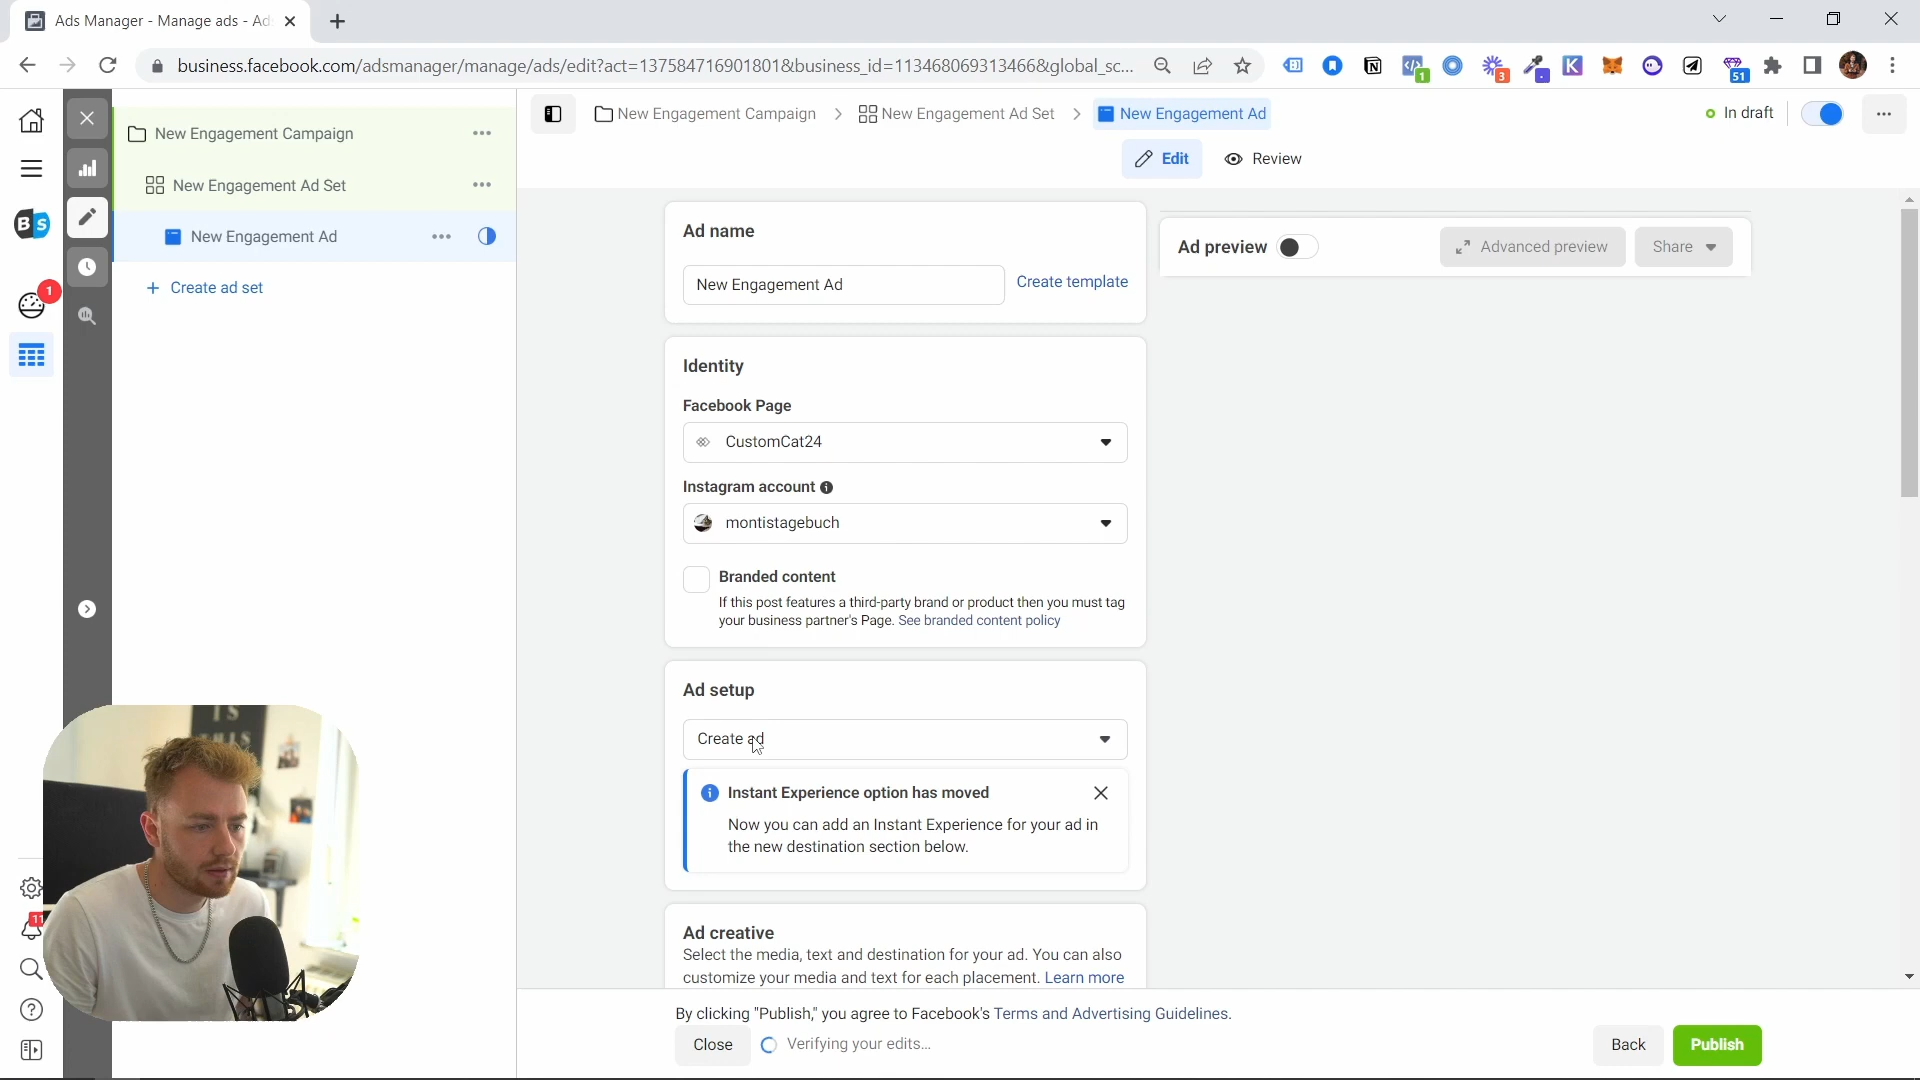 Ads Manager - Manage ads - Ad
business.facebook.com/adsmanager/manage/ads/edit?act=137584716901801&business_id=113468069313466&global_sc...
1
3
51
New Engagement Campaign
New Engagement Ad Set
New Engagement Ad
In draft
Edit
Review
New Engagement Campaign
New Engagement Ad Set
New Engagement Ad
Create ad set
BS
1
11
Ad name
New Engagement Ad
Create template
Identity
Facebook Page
CustomCat24
Instagram account
montistagebuch
Branded content
If this post features a third-party brand or product then you must tag
your business partner's Page. See branded content policy
Ad setup
Create ad
Instant Experience option has moved
Now you can add an Instant Experience for your ad in
the new destination section below.
Ad creative
Select the media, text and destination for your ad. You can also
customize your media and text for each placement. Learn more
Ad preview
Advanced preview
Share
IS
By clicking "Publish," you agree to Facebook's Terms and Advertising Guidelines.
Close
Verifying your edits...
Back
Publish